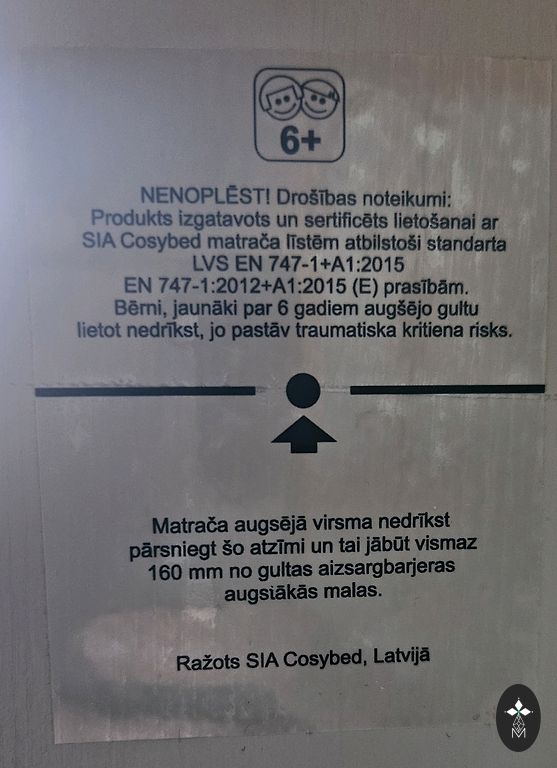 6+
NENOPLĒST! Drošības noteikumi:
Produkts izgatavots un sertificēts lietošanai ar
SIA Cosybed matrača līstēm atbilstoši standarta
LVS EN 747-1+A1:2015
EN 747-1:2012+A1:2015 (E) prasībām.
Bērni, jaunāki par 6 gadiem augšējo gultu
lietot nedrīkst, jo pastāv traumatiska kritiena risks.
Matrača augsējā virsma nedrīkst
pārsniegt šo atzīmi un tai jābūt vismaz
160 mm no gultas aizsargbarjeras
augsiākās malas.
Ražots SIA Cosybed, Latvijā
M